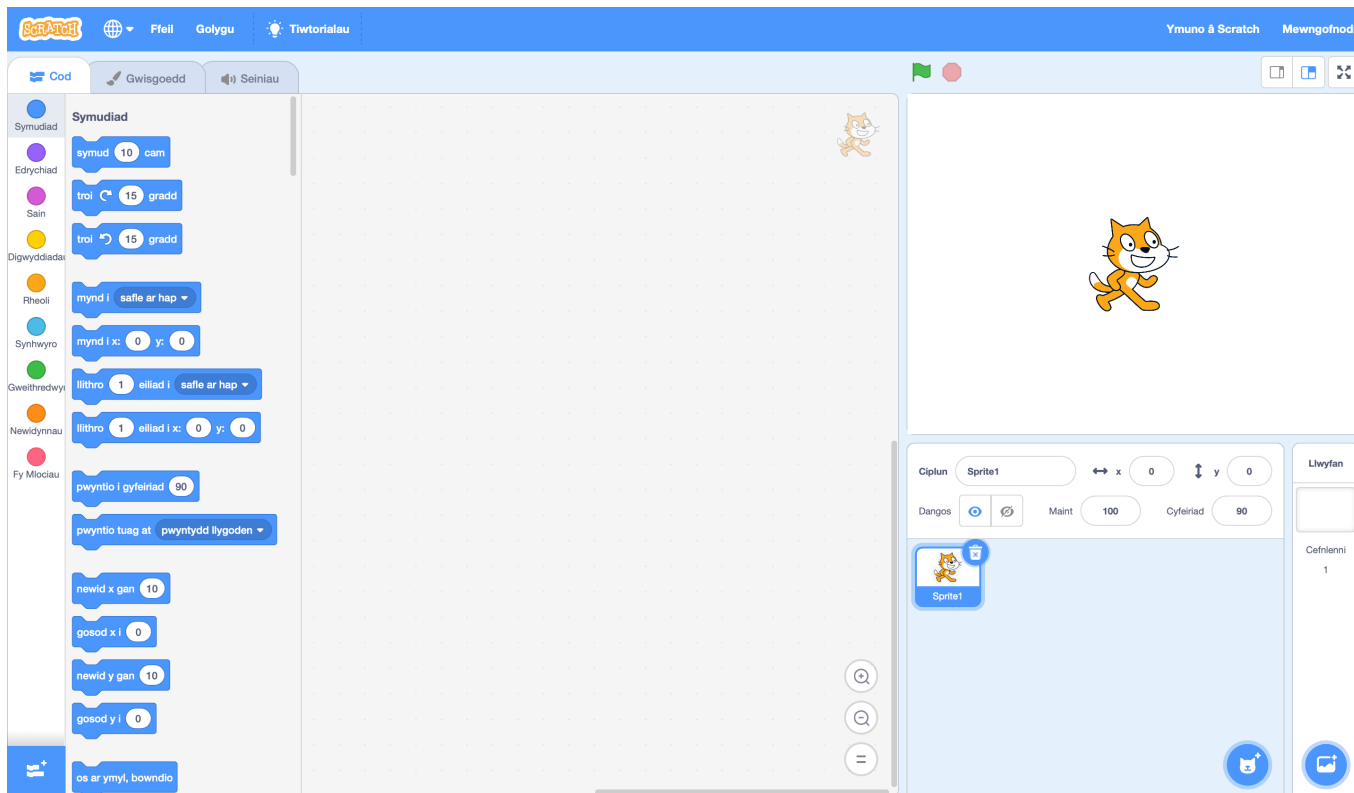 SCRATCH Ffeil Golygu Tiwtorialau Ymuno â Scratch Mewngofnod
Cod Gwisgoedd Seiniau
Symudiad
Edrychiad
Sain
Digwyddiadau
Rheoli
Synhwyro
Gweithredwyr
Newidynnau
Fy Mlociau
Symudiad
symud 10 cam
troi 15 gradd
troi 15 gradd
mynd i safle ar hap
mynd i x: 0 y: 0
llithro 1 eiliad i safle ar hap
llithro 1 eiliad i x: 0 y: 0
pwyntio i gyfeiriad 90
pwyntio tuag at pwyntydd llygoden
newid x gan 10
gosod x i 0
newid y gan 10
gosod y i 0
os ar ymyl, bowndio
Ciplun Sprite1 x 0 y 0
Dangos Maint 100 Cyfeiriad 90
Sprite1
Llwyfan
Cefnlenni
1